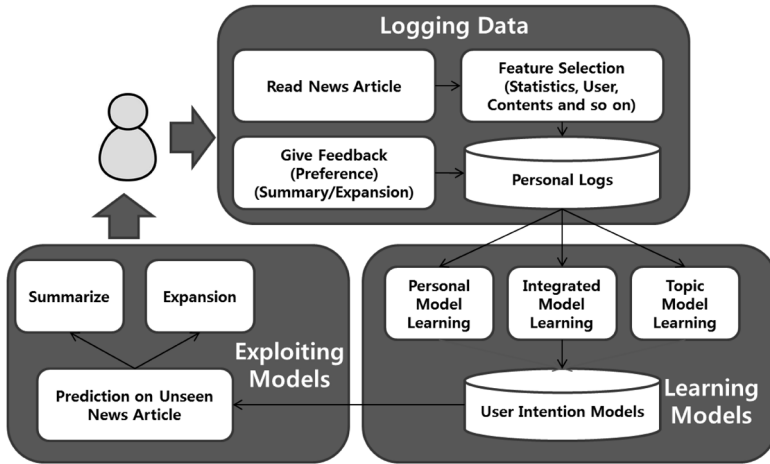 Logging Data
Read News Article
Feature Selection
(Statistics, User,
Contents and so on)
Give Feedback
(Preference)
(Summary/Expansion)
Personal Logs
Summarize
Expansion
Exploiting
Models
Prediction on Unseen
News Article
Personal
Model
Learning
Integrated
Model
Learning
Topic
Model
Learning
User Intention Models
Learning
Models